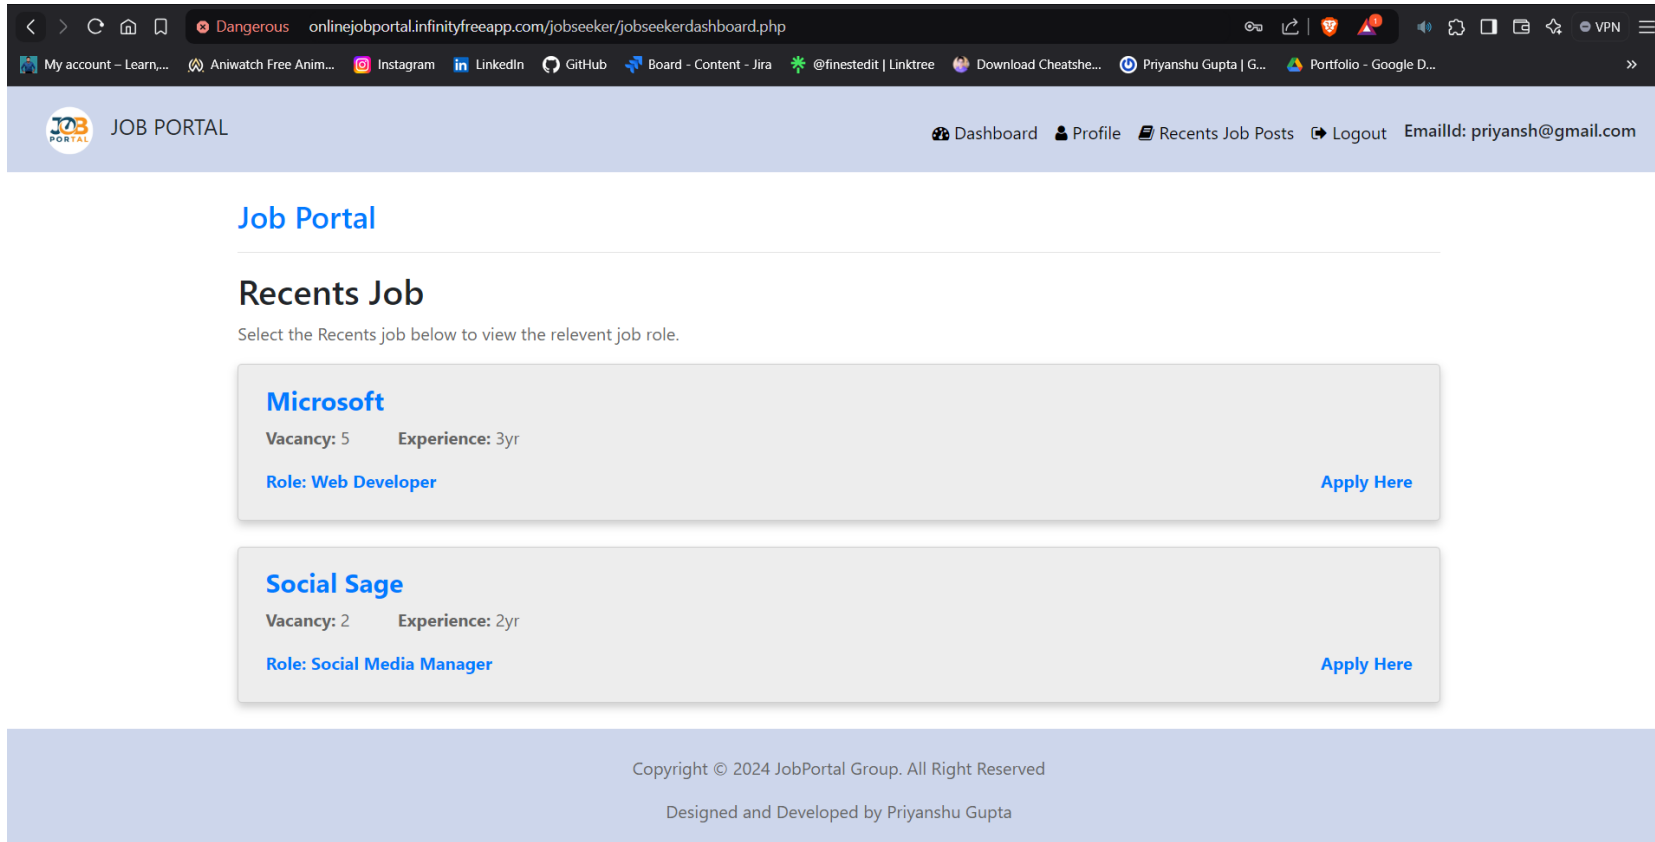 Dangerous onlinejobportal.infinityfreeapp.com/jobseeker/jobseekerdashboard.php 1 VPN
My account – Learn,... Aniwatch Free Anim... Instagram LinkedIn GitHub Board - Content - Jira @finestedit | Linktree Download Cheatshe... Priyanshu Gupta | G... Portfolio - Google D... »
JOB PORTAL JOB PORTAL Dashboard Profile Recents Job Posts Logout EmailId: priyansh@gmail.com
Job Portal
Recents Job
Select the Recents job below to view the relevent job role.
Microsoft
Vacancy: 5 Experience: 3yr
Role: Web Developer Apply Here
Social Sage
Vacancy: 2 Experience: 2yr
Role: Social Media Manager Apply Here
Copyright © 2024 JobPortal Group. All Right Reserved
Designed and Developed by Priyanshu Gupta